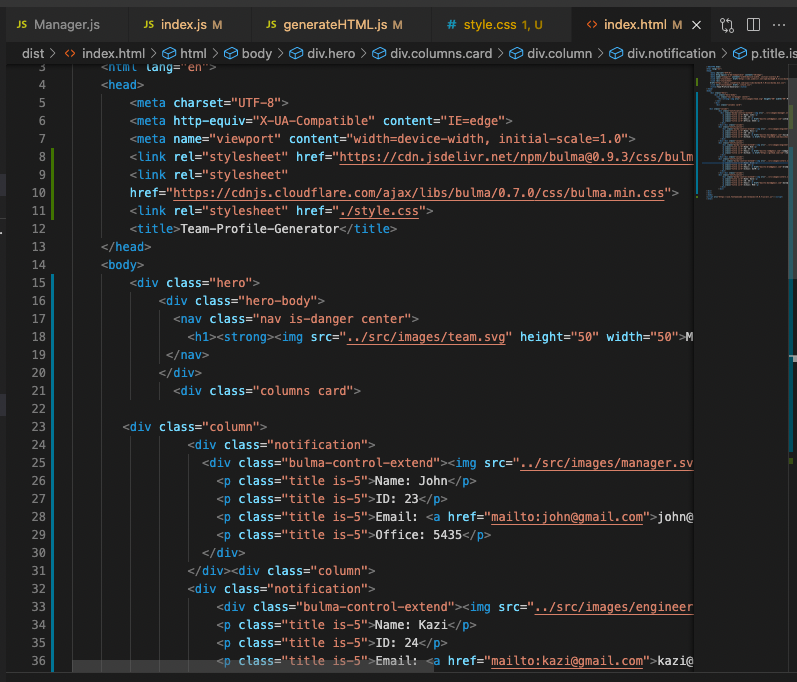 JS Manager.js JS index.js M JS generateHTML.js M # style.css 1, U <> index.html M ×
dist > <> index.html > html > body > div.hero > div.columns.card > div.column > div.notification > p.title.is
3 <html lang="en">
4 <head>
5 <meta charset="UTF-8">
6 <meta http-equiv="X-UA-Compatible" content="IE=edge">
7 <meta name="viewport" content="width=device-width, initial-scale=1.0">
8 <link rel="stylesheet" href="https://cdn.jsdelivr.net/npm/bulma@0.9.3/css/bulm
9 <link rel="stylesheet"
10 href="https://cdnjs.cloudflare.com/ajax/libs/bulma/0.7.0/css/bulma.min.css">
11 <link rel="stylesheet" href="./style.css">
12 <title>Team-Profile-Generator</title>
13 </head>
14 <body>
15 <div class="hero">
16 <div class="hero-body">
17 <nav class="nav is-danger center">
18 <h1><strong><img src="../src/images/team.svg" height="50" width="50">M
19 </nav>
20 </div>
21 <div class="columns card">
22
23 <div class="column">
24 <div class="notification">
25 <div class="bulma-control-extend"><img src="../src/images/manager.sv
26 <p class="title is-5">Name: John</p>
27 <p class="title is-5">ID: 23</p>
28 <p class="title is-5">Email: <a href="mailto:john@gmail.com">john@
29 <p class="title is-5">Office: 5435</p>
30 </div>
31 </div><div class="column">
32 <div class="notification">
33 <div class="bulma-control-extend"><img src="../src/images/engineer
34 <p class="title is-5">Name: Kazi</p>
35 <p class="title is-5">ID: 24</p>
36 <p class="title is-5">Email: <a href="mailto:kazi@gmail.com">kazi@